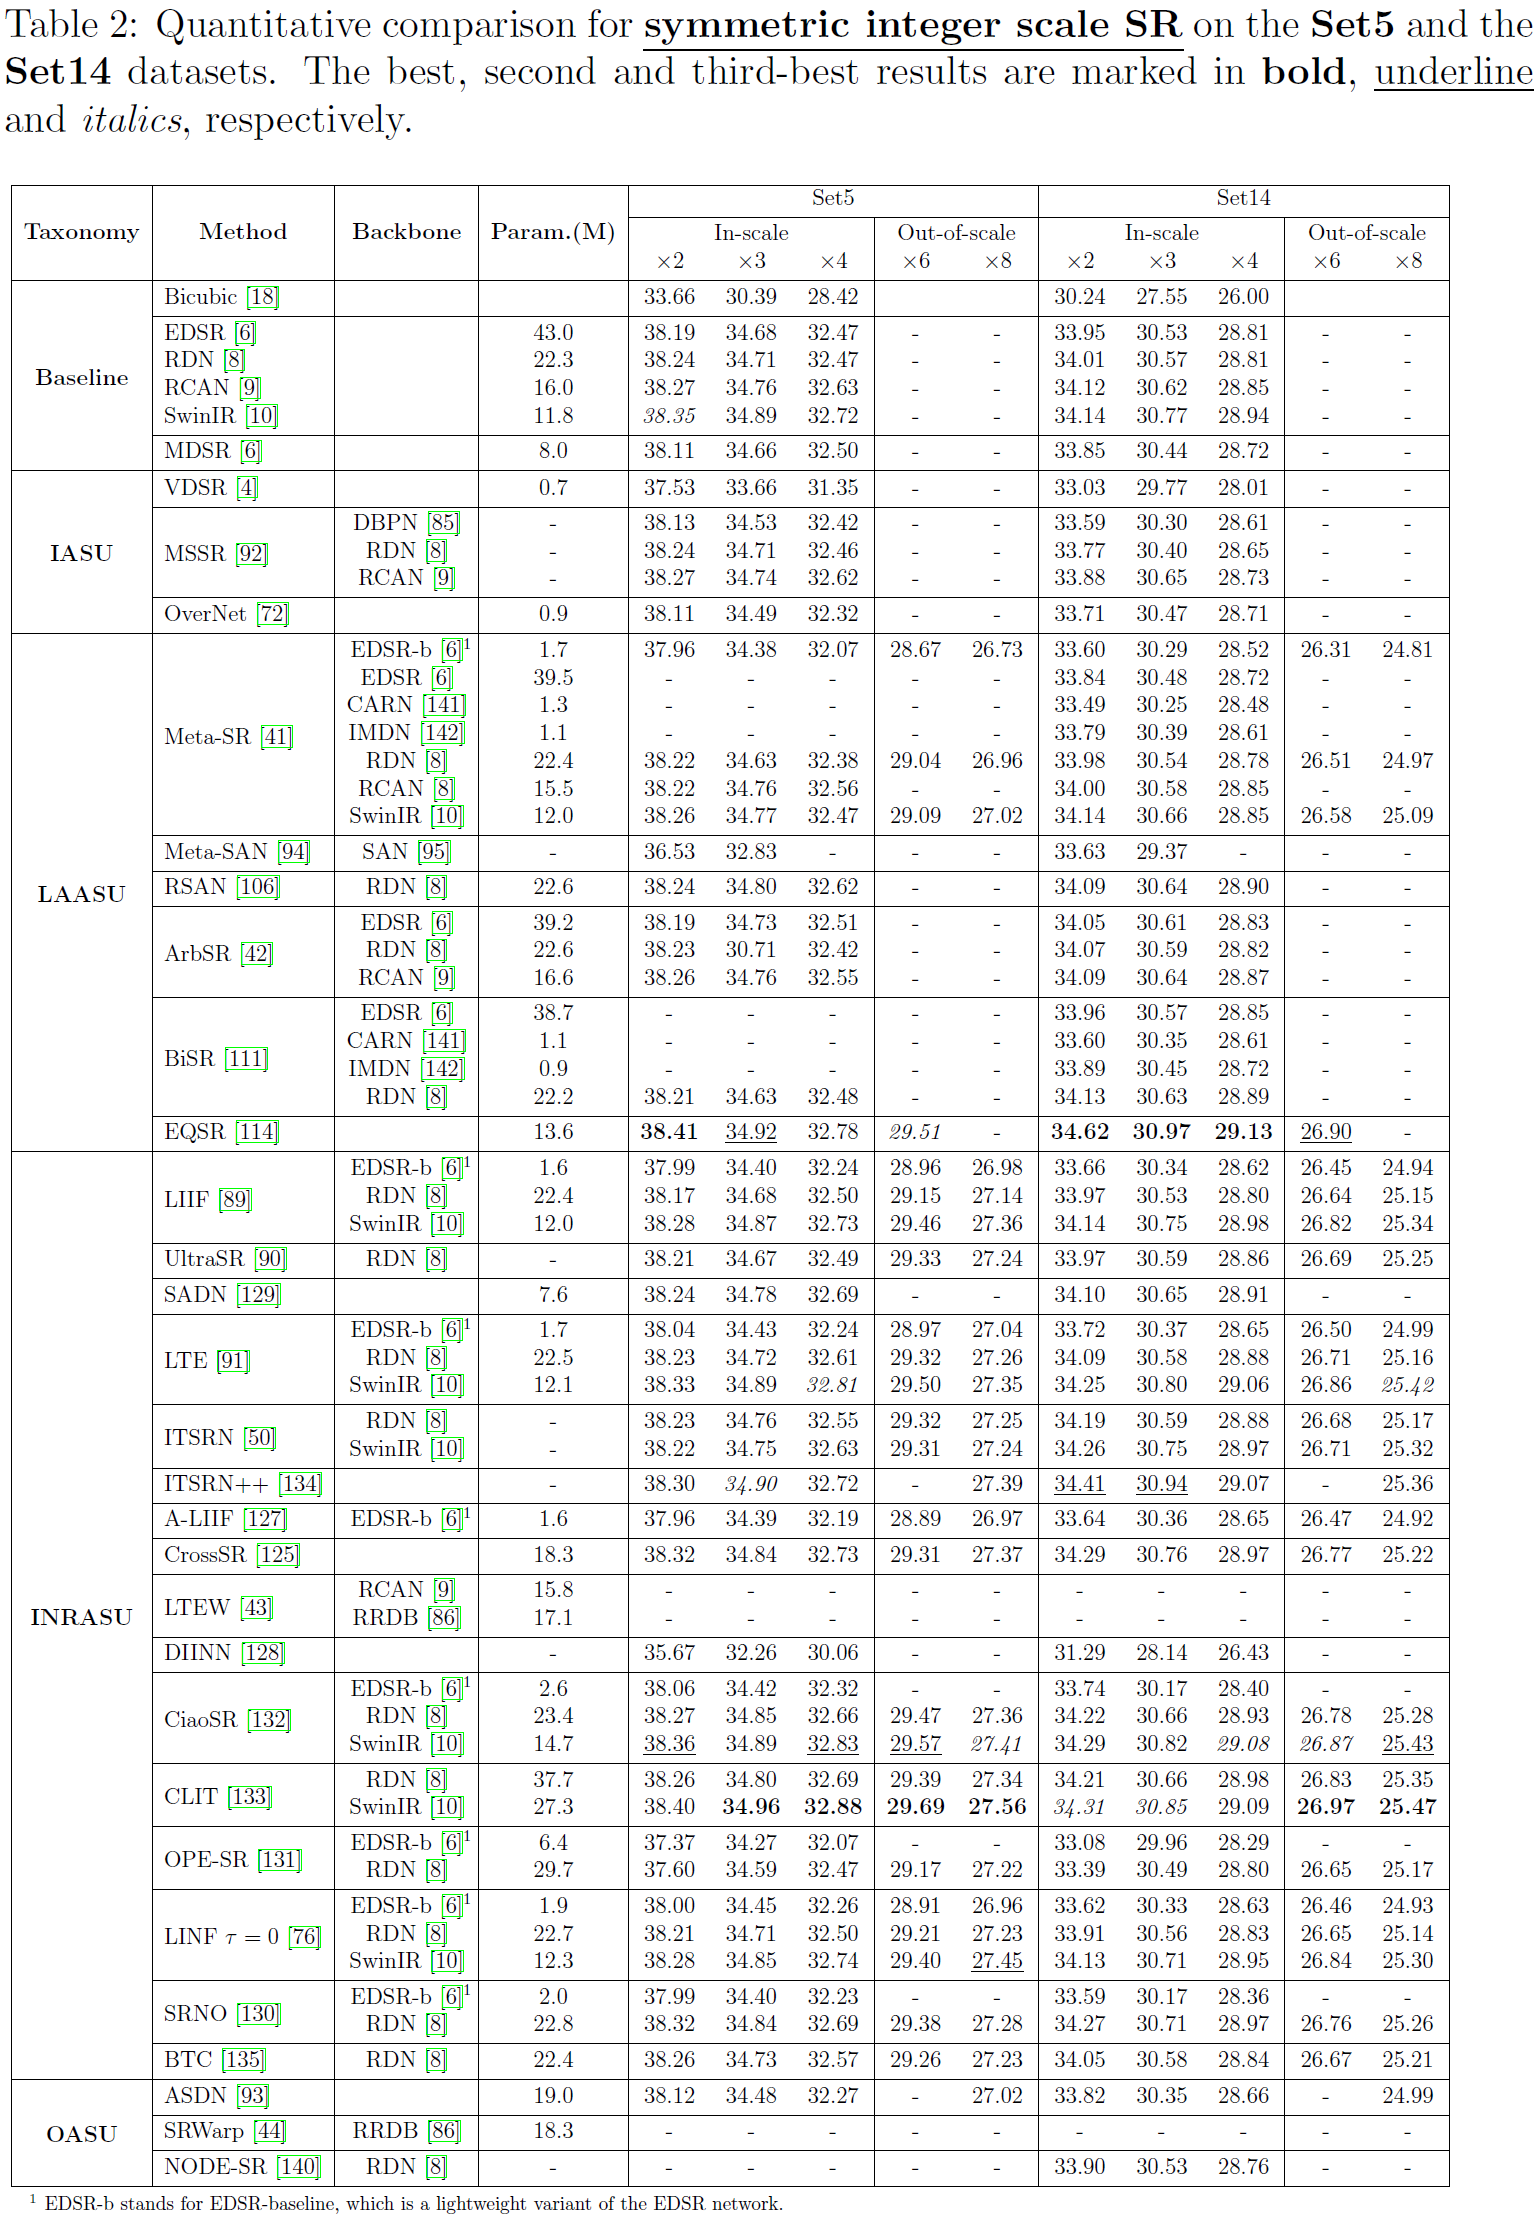 Table 2: Quantitative comparison for symmetric integer scale SR on the Set5 and the
Set14 datasets. The best, second and third-best results are marked in bold, underline
and italics, respectively.
Set5 Set14
Taxonomy Method Backbone Param.(M) In-scale Out-of-scale In-scale Out-of-scale
×2 ×3 ×4 ×6 ×8 ×2 ×3 ×4 ×6 ×8
Bicubic [18] 33.66 30.39 28.42 30.24 27.55 26.00
EDSR [6] 43.0 38.19 34.68 32.47 - - 33.95 30.53 28.81 - -
RDN [8] 22.3 38.24 34.71 32.47 - - 34.01 30.57 28.81 - -
Baseline
RCAN [9] 16.0 38.27 34.76 32.63 - - 34.12 30.62 28.85 - -
SwinIR [10] 11.8 38.35 34.89 32.72 - - 34.14 30.77 28.94 - -
MDSR [6] 8.0 38.11 34.66 32.50 - - 33.85 30.44 28.72 - -
VDSR [4] 0.7 37.53 33.66 31.35 - - 33.03 29.77 28.01 - -
DBPN [85] - 38.13 34.53 32.42 - - 33.59 30.30 28.61 - -
IASU MSSR [92] RDN [8] - 38.24 34.71 32.46 - - 33.77 30.40 28.65 - -
RCAN [9] - 38.27 34.74 32.62 - - 33.88 30.65 28.73 - -
OverNet [72] 0.9 38.11 34.49 32.32 - - 33.71 30.47 28.71 - -
EDSR-b [6]1 1.7 37.96 34.38 32.07 28.67 26.73 33.60 30.29 28.52 26.31 24.81
EDSR [6] 39.5 - - - - - 33.84 30.48 28.72 - -
CARN [141] 1.3 - - - - - 33.49 30.25 28.48 - -
Meta-SR [41] IMDN [142] 1.1 - - - - - 33.79 30.39 28.61 - -
RDN [8] 22.4 38.22 34.63 32.38 29.04 26.96 33.98 30.54 28.78 26.51 24.97
RCAN [8] 15.5 38.22 34.76 32.56 - - 34.00 30.58 28.85 - -
SwinIR [10] 12.0 38.26 34.77 32.47 29.09 27.02 34.14 30.66 28.85 26.58 25.09
Meta-SAN [94] SAN [95] - 36.53 32.83 - - - 33.63 29.37 - - -
LAASU RSAN [106] RDN [8] 22.6 38.24 34.80 32.62 - - 34.09 30.64 28.90 - -
EDSR [6] 39.2 38.19 34.73 32.51 - - 34.05 30.61 28.83 - -
ArbSR [42] RDN [8] 22.6 38.23 30.71 32.42 - - 34.07 30.59 28.82 - -
RCAN [9] 16.6 38.26 34.76 32.55 - - 34.09 30.64 28.87 - -
EDSR [6] 38.7 - - - - - 33.96 30.57 28.85 - -
CARN [141] 1.1 - - - - - 33.60 30.35 28.61 - -
BiSR [111] IMDN [142] 0.9 - - - - - 33.89 30.45 28.72 - -
RDN [8] 22.2 38.21 34.63 32.48 - - 34.13 30.63 28.89 - -
EQSR [114] 13.6 38.41 34.92 32.78 29.51 - 34.62 30.97 29.13 26.90 -
EDSR-b [6]1 1.6 37.99 34.40 32.24 28.96 26.98 33.66 30.34 28.62 26.45 24.94
LIIF [89] RDN [8] 22.4 38.17 34.68 32.50 29.15 27.14 33.97 30.53 28.80 26.64 25.15
SwinIR [10] 12.0 38.28 34.87 32.73 29.46 27.36 34.14 30.75 28.98 26.82 25.34
UltraSR [90] RDN [8] - 38.21 34.67 32.49 29.33 27.24 33.97 30.59 28.86 26.69 25.25
SADN [129] 7.6 38.24 34.78 32.69 - - 34.10 30.65 28.91 - -
EDSR-b [6]1 1.7 38.04 34.43 32.24 28.97 27.04 33.72 30.37 28.65 26.50 24.99
LTE [91] RDN [8] 22.5 38.23 34.72 32.61 29.32 27.26 34.09 30.58 28.88 26.71 25.16
SwinIR [10] 12.1 38.33 34.89 32.81 29.50 27.35 34.25 30.80 29.06 26.86 25.42
ITSRN [50] RDN [8] - 38.23 34.76 32.55 29.32 27.25 34.19 30.59 28.88 26.68 25.17
SwinIR [10] - 38.22 34.75 32.63 29.31 27.24 34.26 30.75 28.97 26.71 25.32
ITSRN++ [134] - 38.30 34.90 32.72 - 27.39 34.41 30.94 29.07 - 25.36
A-LIIF [127] EDSR-b [6]1 1.6 37.96 34.39 32.19 28.89 26.97 33.64 30.36 28.65 26.47 24.92
CrossSR [125] 18.3 38.32 34.84 32.73 29.31 27.37 34.29 30.76 28.97 26.77 25.22
LTEW [43] RCAN [9] 15.8 - - - - - - - - - -
INRASU RRDB [86] 17.1 - - - - - - - - - -
DIINN [128] - 35.67 32.26 30.06 - - 31.29 28.14 26.43 - -
EDSR-b [6]1 2.6 38.06 34.42 32.32 - - 33.74 30.17 28.40 - -
CiaoSR [132] RDN [8] 23.4 38.27 34.85 32.66 29.47 27.36 34.22 30.66 28.93 26.78 25.28
SwinIR [10] 14.7 38.36 34.89 32.83 29.57 27.41 34.29 30.82 29.08 26.87 25.43
CLIT [133] RDN [8] 37.7 38.26 34.80 32.69 29.39 27.34 34.21 30.66 28.98 26.83 25.35
SwinIR [10] 27.3 38.40 34.96 32.88 29.69 27.56 34.31 30.85 29.09 26.97 25.47
OPE-SR [131] EDSR-b [6]1 6.4 37.37 34.27 32.07 - - 33.08 29.96 28.29 - -
RDN [8] 29.7 37.60 34.59 32.47 29.17 27.22 33.39 30.49 28.80 26.65 25.17
EDSR-b [6]1 1.9 38.00 34.45 32.26 28.91 26.96 33.62 30.33 28.63 26.46 24.93
LINF τ = 0 [76] RDN [8] 22.7 38.21 34.71 32.50 29.21 27.23 33.91 30.56 28.83 26.65 25.14
SwinIR [10] 12.3 38.28 34.85 32.74 29.40 27.45 34.13 30.71 28.95 26.84 25.30
SRNO [130] EDSR-b [6]1 2.0 37.99 34.40 32.23 - - 33.59 30.17 28.36 - -
RDN [8] 22.8 38.32 34.84 32.69 29.38 27.28 34.27 30.71 28.97 26.76 25.26
BTC [135] RDN [8] 22.4 38.26 34.73 32.57 29.26 27.23 34.05 30.58 28.84 26.67 25.21
ASDN [93] 19.0 38.12 34.48 32.27 - 27.02 33.82 30.35 28.66 - 24.99
OASU SRWarp [44] RRDB [86] 18.3 - - - - - - - - - -
NODE-SR [140] RDN [8] - - - - - - 33.90 30.53 28.76 - -
1 EDSR-b stands for EDSR-baseline, which is a lightweight variant of the EDSR network.